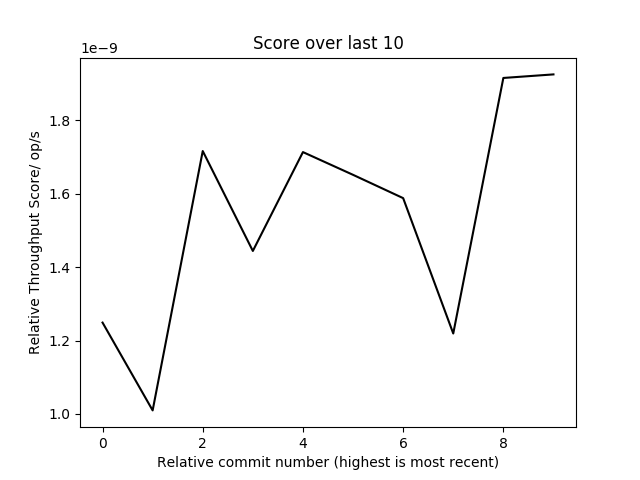 Score over last 10
1e−9
Relative Throughput Score/ op/s
1.8
1.6
1.4
1.2
1.0
0 2 4 6 8
Relative commit number (highest is most recent)